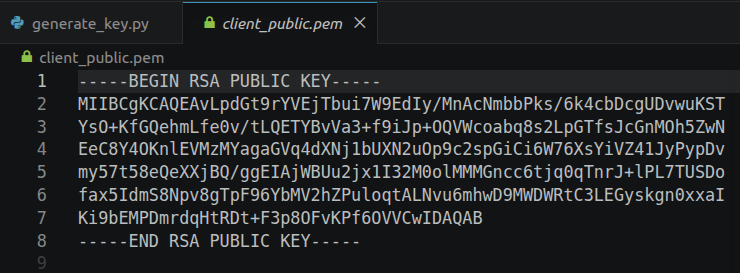 generate_key.py
client_public.pem
client_public.pem
1 -----BEGIN RSA PUBLIC KEY-----
2 MIIBCgKCAQEAvLpdGt9rYVEjTbui7W9EdIy/MnAcNmbbPks/6k4cbDcgUDvwuKST
3 YsO+KfGQehmLfe0v/tLQETYBvVa3+f9iJp+OQVWcoabq8s2LpGTfsJcGnMOh5ZwN
4 EeC8Y4OKnlEVMzMYagaGVq4dXNj1bUXN2uOp9c2spGiCi6W76XsYiVZ41JyPypDv
5 my57t58eQeXXjBQ/ggEIAjWBUu2jx1I32M0olMMMGncc6tjq0qTnrJ+lPL7TUSDo
6 fax5IdmS8Npv8gTpF96YbMV2hZPuloqtALNvu6mhwD9MWDWRtC3LEGyskgn0xxaI
7 Ki9bEMPDmrdqHtRDt+F3p8OFvKPf6OVVCwIDAQAB
8 -----END RSA PUBLIC KEY-----
9